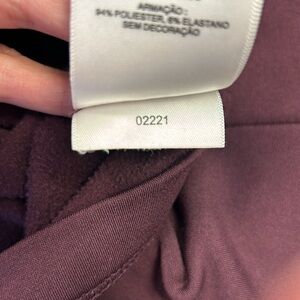 ARMAÇÃO :
94% POLIESTER, 6% ELASTANO
SEM DECORAÇÃO
02221